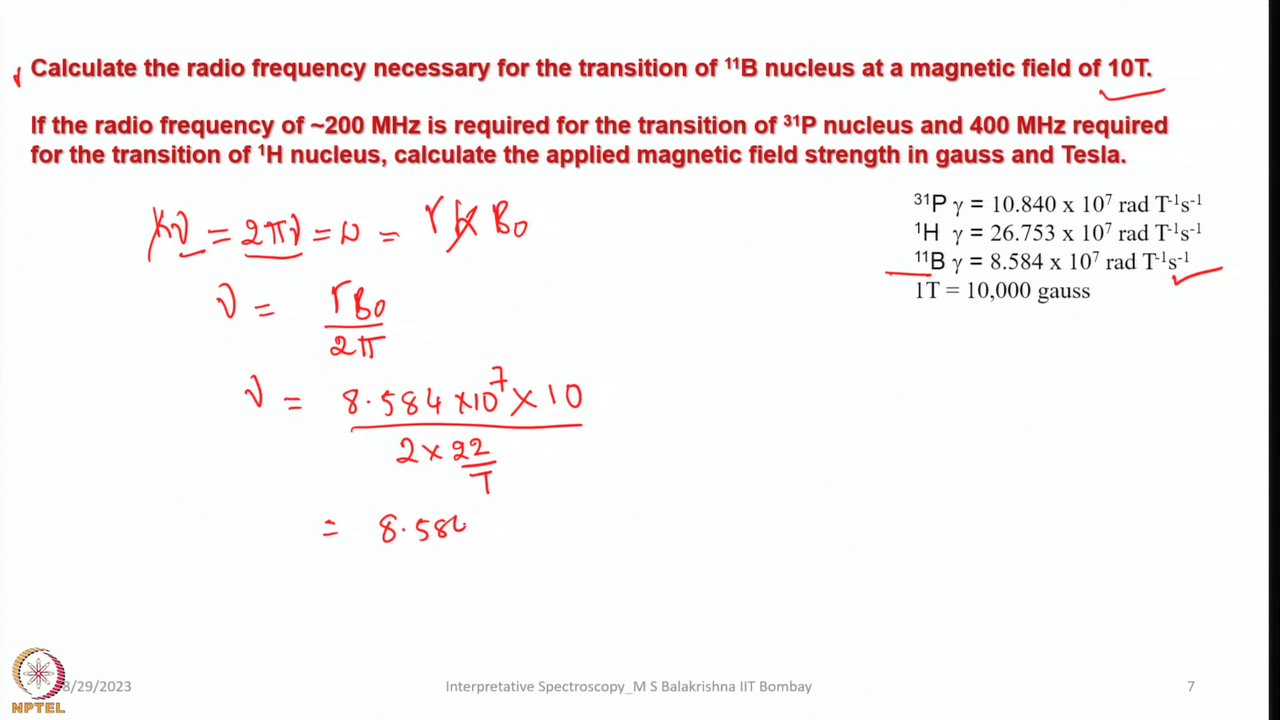 Calculate the radio frequency necessary for the transition of ¹¹B nucleus at a magnetic field of 10T.
If the radio frequency of ~200 MHz is required for the transition of ³¹P nucleus and 400 MHz required
for the transition of ¹H nucleus, calculate the applied magnetic field strength in gauss and Tesla.
³¹P γ = 10.840 x 10⁷ rad T⁻¹s⁻¹
¹H γ = 26.753 x 10⁷ rad T⁻¹s⁻¹
¹¹B γ = 8.584 x 10⁷ rad T⁻¹s⁻¹
1T = 10,000 gauss
ν = 2πν = ω = γ B₀
ν = γB₀ / 2π
ν = 8.584 × 10⁷ × 10
2 × 22/7
= 8.58
8/29/2023
Interpretative Spectroscopy_M S Balakrishna IIT Bombay
7
NPTEL